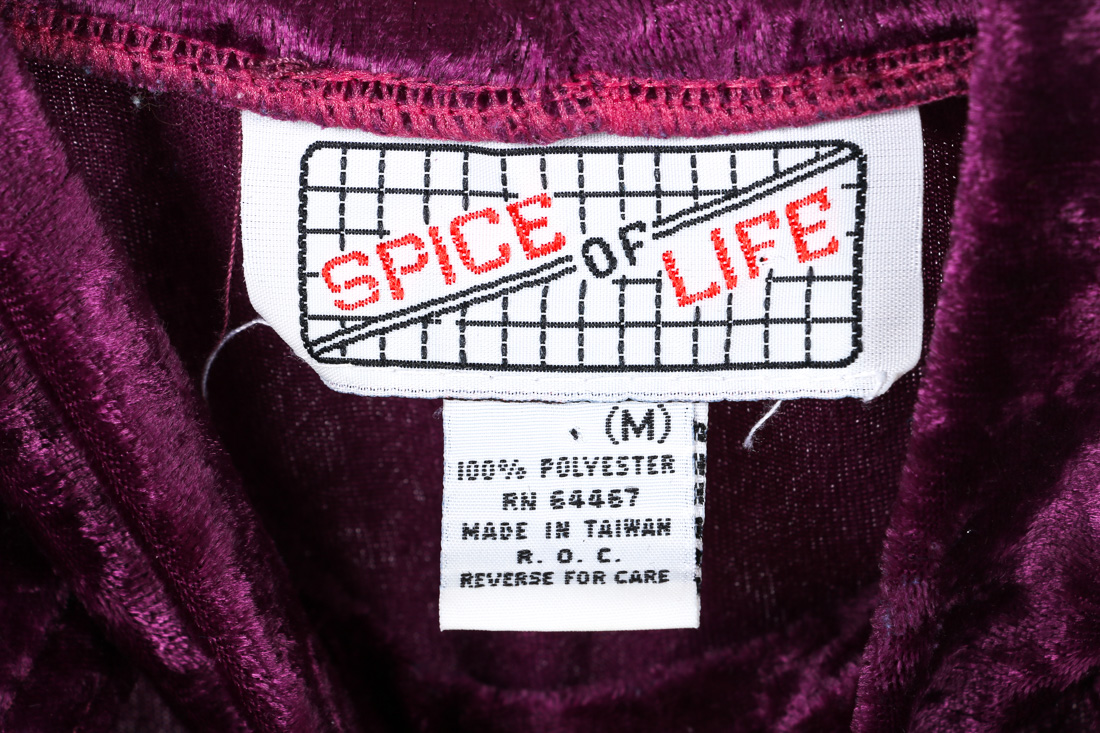 SPICE OF LIFE
(M)
100% POLYESTER
RN 64467
MADE IN TAIWAN
R. O. C.
REVERSE FOR CARE